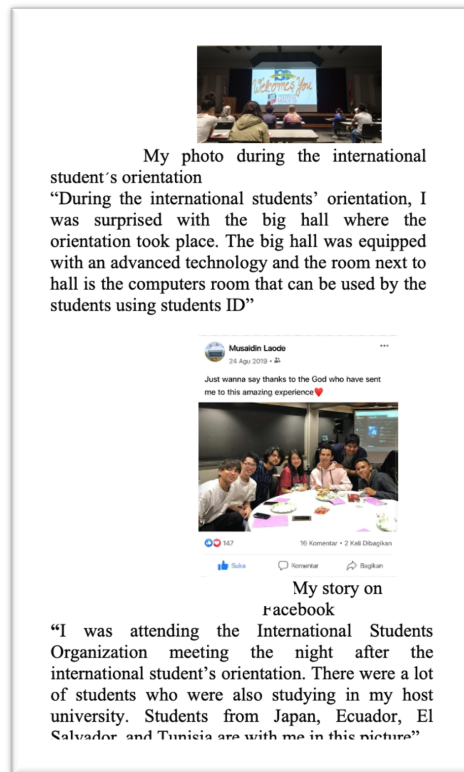 Welcomes You
My photo during the international
student´s orientation
“During the international students’ orientation, I
was surprised with the big hall where the
orientation took place. The big hall was equipped
with an advanced technology and the room next to
hall is the computers room that can be used by the
students using students ID”
Musaidin Laode
24 Agu 2019
Just wanna say thanks to the God who have sent
me to this amazing experience❤️
147
16 Komentar • 2 Kali Dibagikan
Suka
Komentar
Bagikan
My story on
Facebook
“I was attending the International Students
Organization meeting the night after the
international student’s orientation. There were a lot
of students who were also studying in my host
university. Students from Japan, Ecuador, El
Salvador, and Tunisia are with me in this picture”